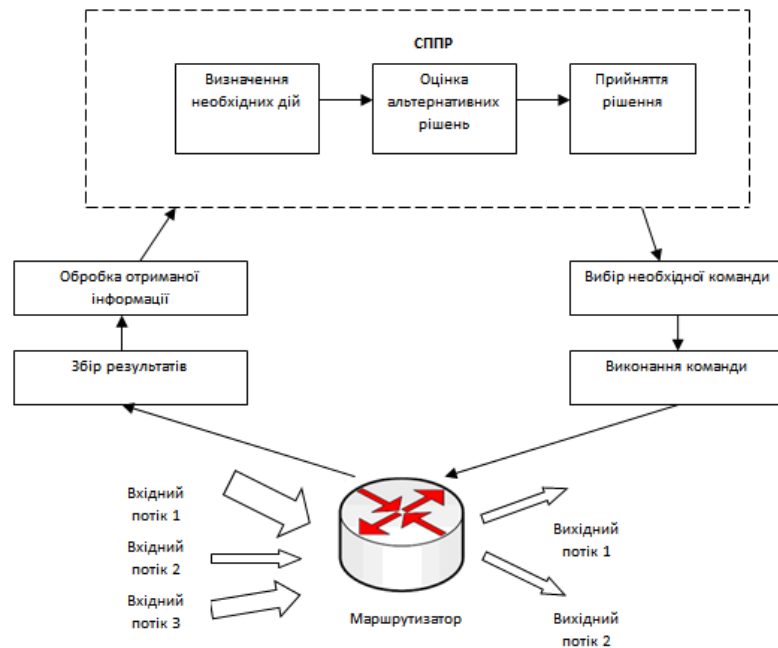 СППР
Визначення
необхідних дій
Оцінка
альтернативних
рішень
Прийняття
рішення
Обробка отриманої
інформації
Вибір необхідної команди
Збір результатів
Виконання команди
Вхідний
потік 1
Вхідний
потік 2
Вхідний
потік 3
Маршрутизатор
Вихідний
потік 1
Вихідний
потік 2